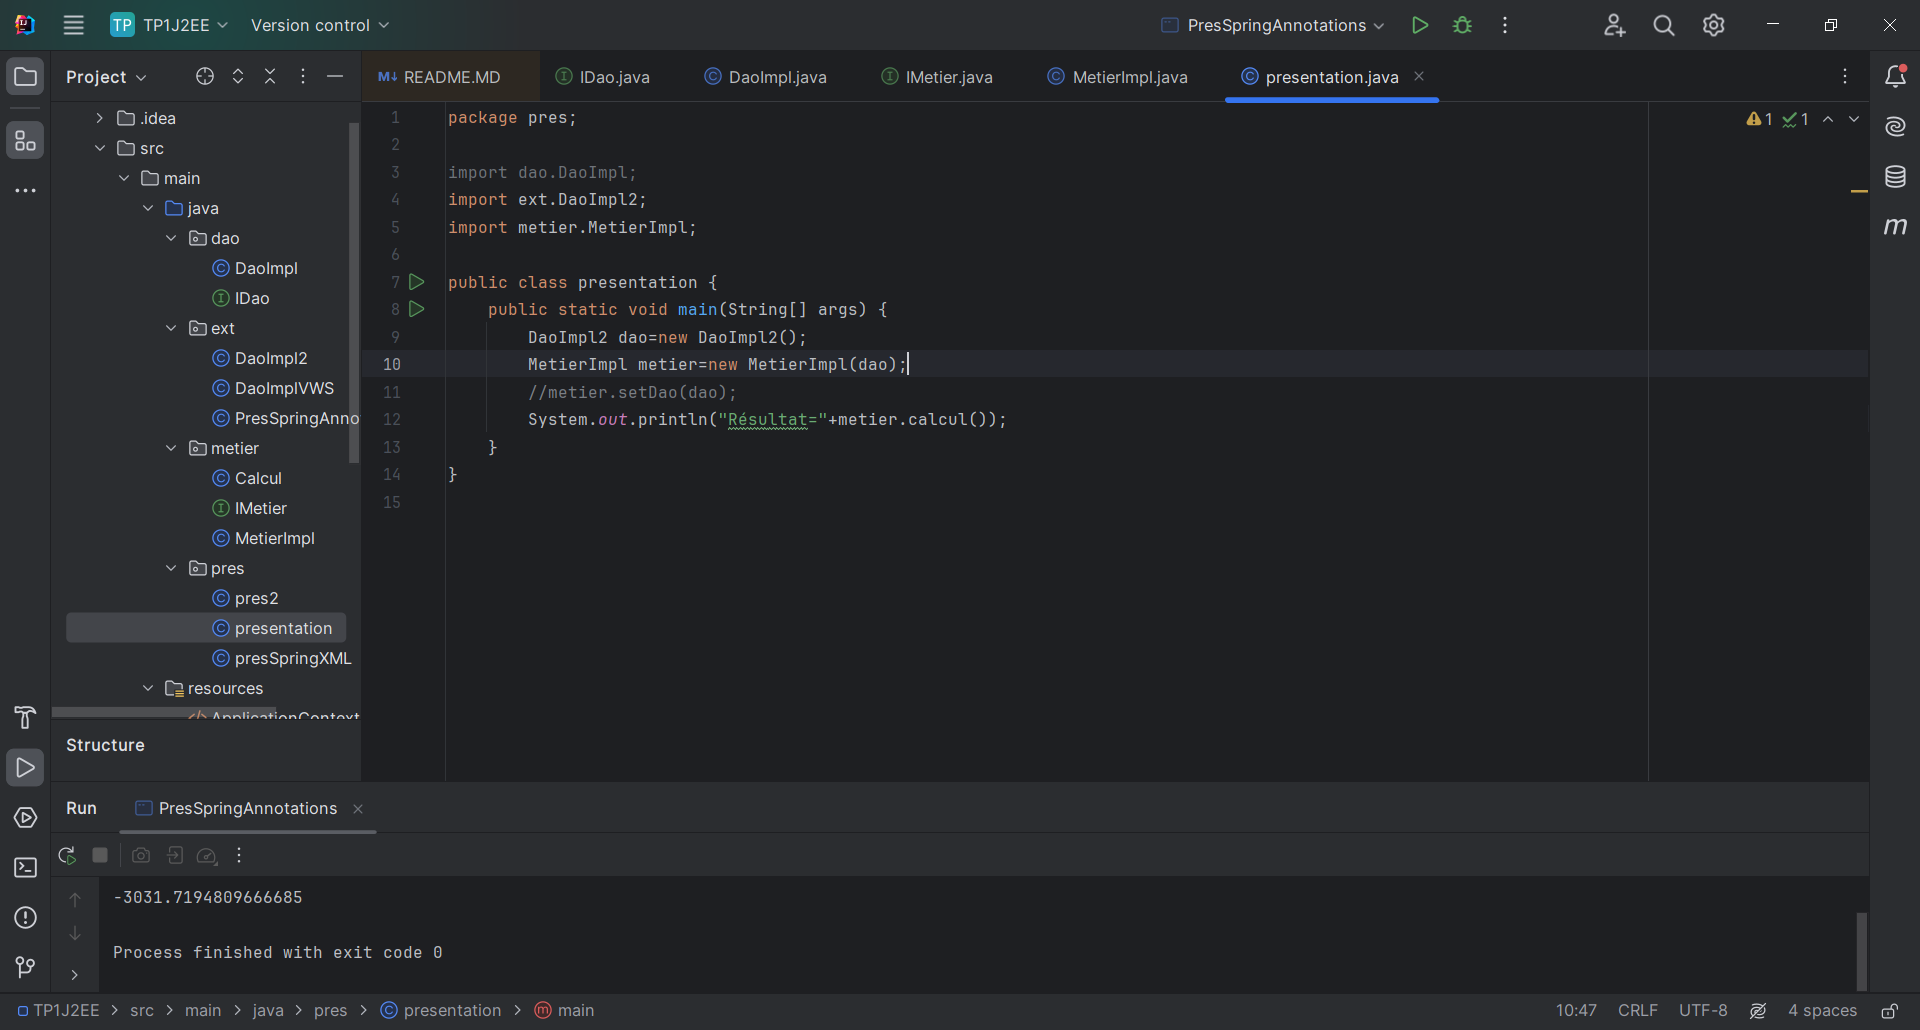 TP TP1J2EE Version control PresSpringAnnotations
Project
README.MD IDao.java DaoImpl.java IMetier.java MetierImpl.java presentation.java
.idea
src
main
java
dao
DaoImpl
IDao
ext
DaoImpl2
DaoImplVWS
PresSpringAnno
metier
Calcul
IMetier
MetierImpl
pres
pres2
presentation
presSpringXML
resources
ApplicationContext
Structure
1 package pres;
2
3 import dao.DaoImpl;
4 import ext.DaoImpl2;
5 import metier.MetierImpl;
6
7 public class presentation {
8 public static void main(String[] args) {
9 DaoImpl2 dao=new DaoImpl2();
10 MetierImpl metier=new MetierImpl(dao);
11 //metier.setDao(dao);
12 System.out.println("Résultat="+metier.calcul());
13 }
14 }
15
1 1
Run PresSpringAnnotations
-3031.7194809666685
Process finished with exit code 0
TP1J2EE > src > main > java > pres > presentation > main
10:47 CRLF UTF-8 4 spaces